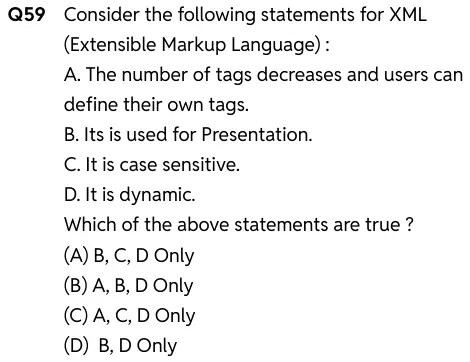 Q59 Consider the following statements for XML
(Extensible Markup Language) :
A. The number of tags decreases and users can
define their own tags.
B. Its is used for Presentation.
C. It is case sensitive.
D. It is dynamic.
Which of the above statements are true ?
(A) B, C, D Only
(B) A, B, D Only
(C) A, C, D Only
(D) B, D Only